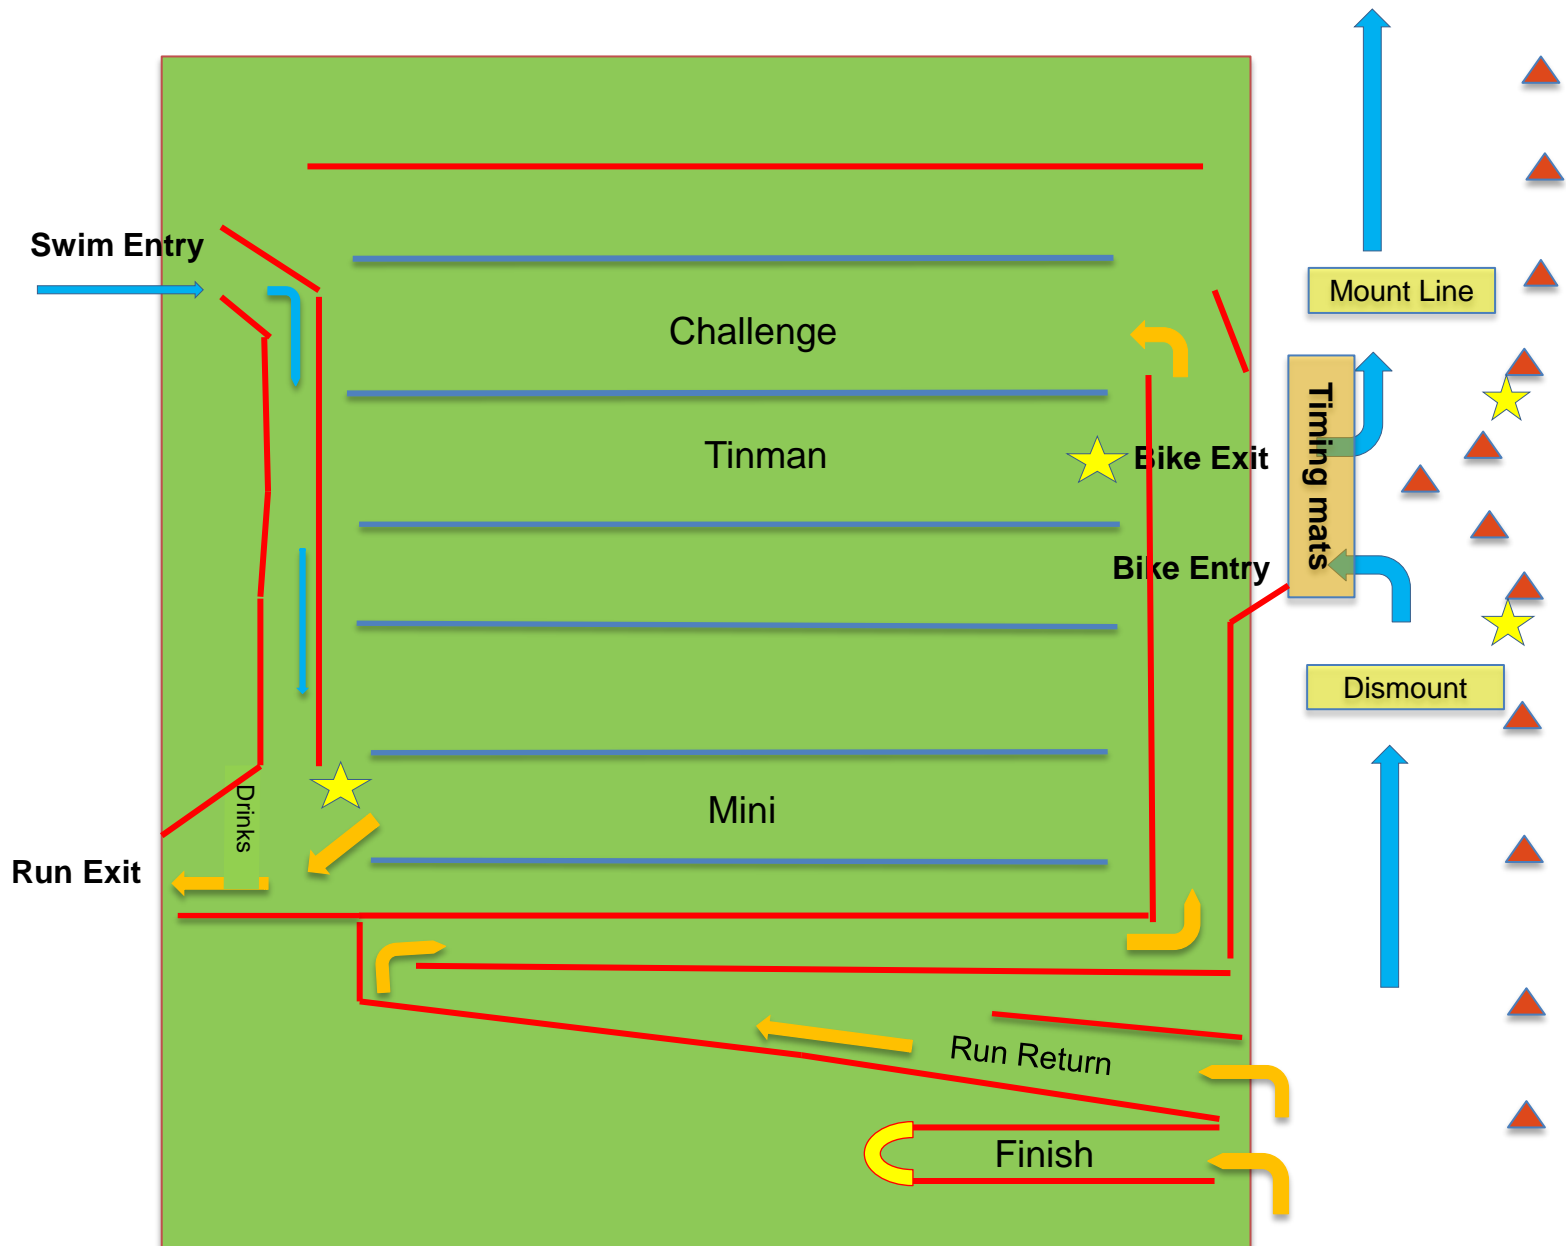 Swim Entry
Mount Line
Challenge
Tinman
Bike Exit
Timing mats
Bike Entry
Dismount
Drinks
Mini
Run Exit
Run Return
Finish